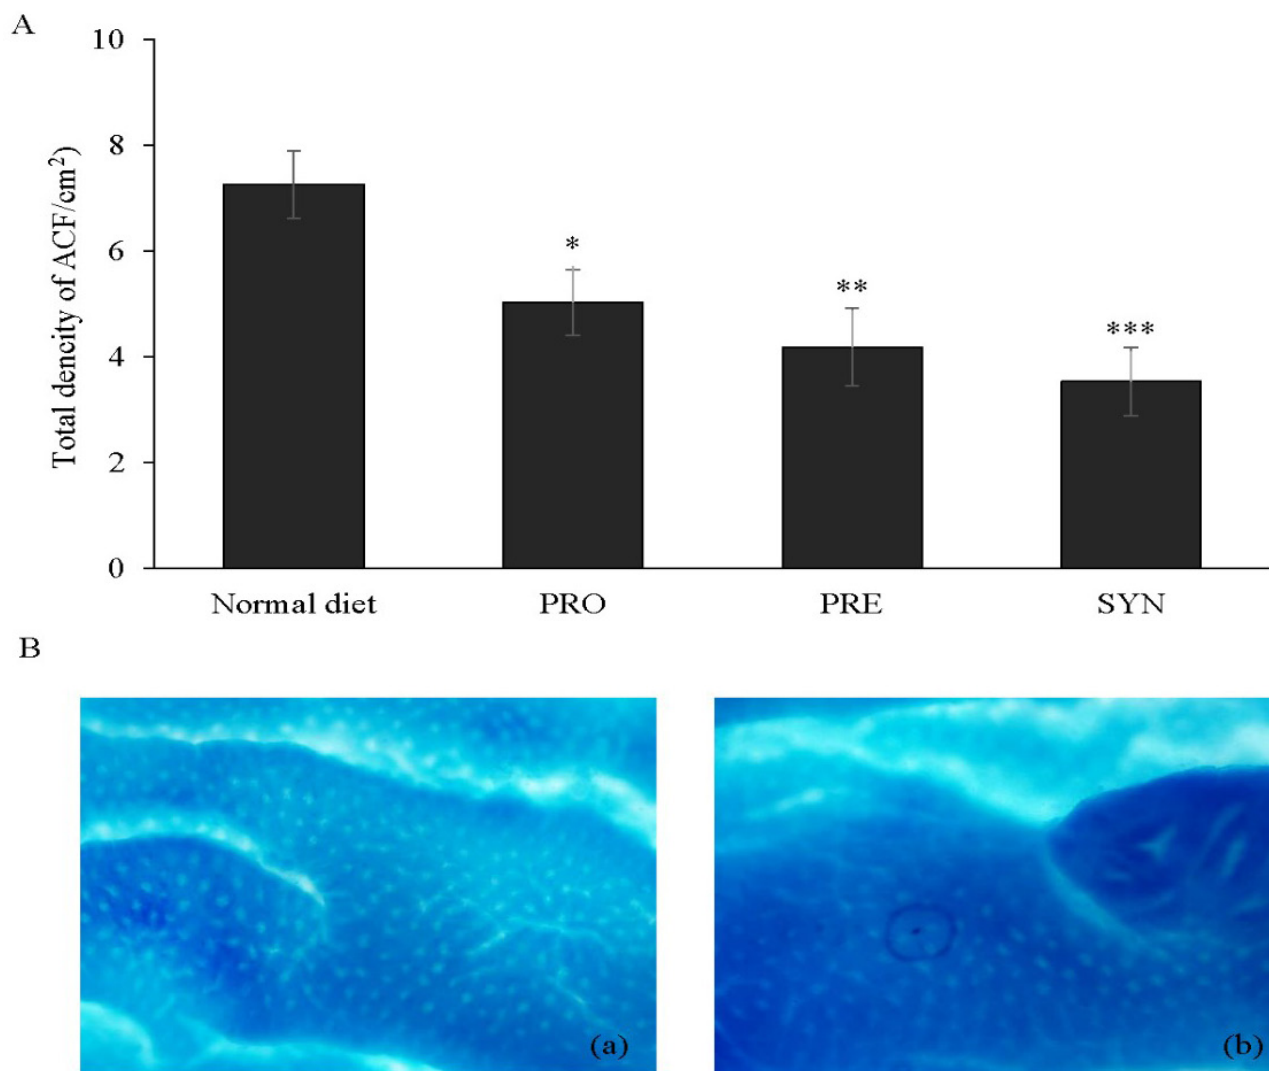 A
10
8
6
4
2
0
Total dencity of ACF/cm²)
*
**
***
Normal diet PRO PRE SYN
B
(a) (b)